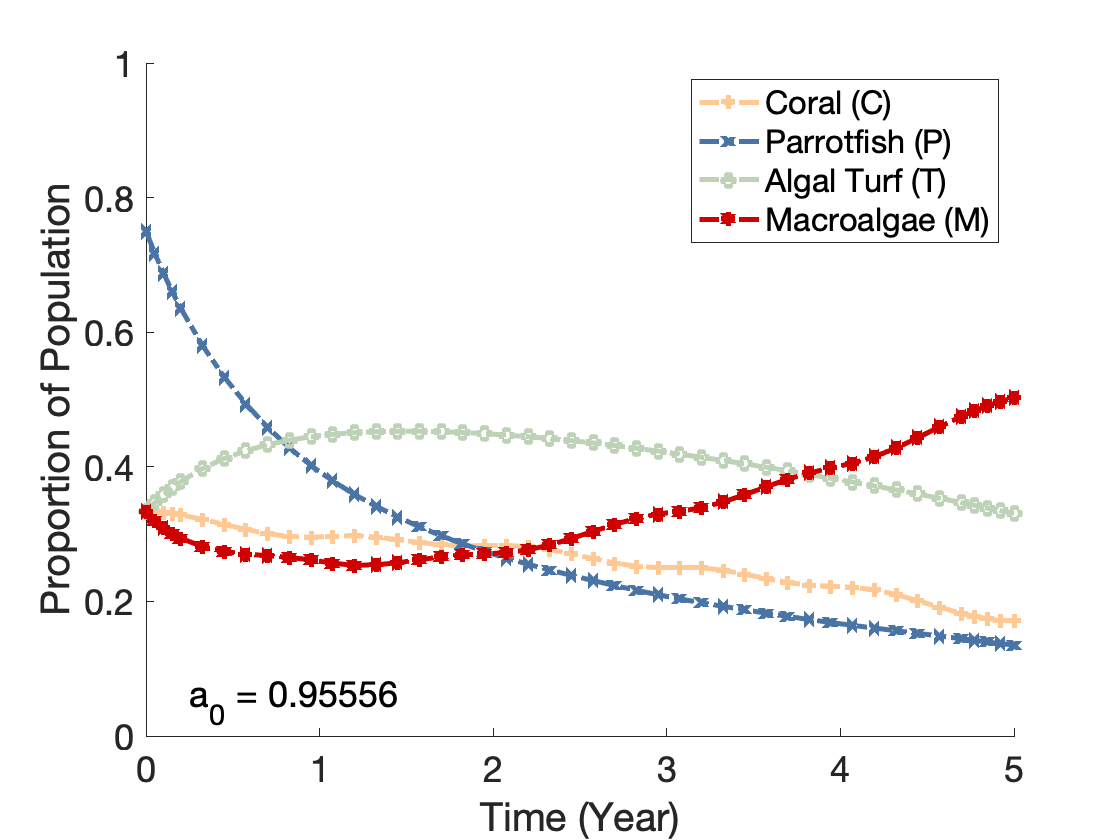 1
0.8
0.6
0.4
0.2
0
Proportion of Population
Coral (C)
Parrotfish (P)
Algal Turf (T)
Macroalgae (M)
a0 = 0.95556
0 1 2 3 4 5
Time (Year)